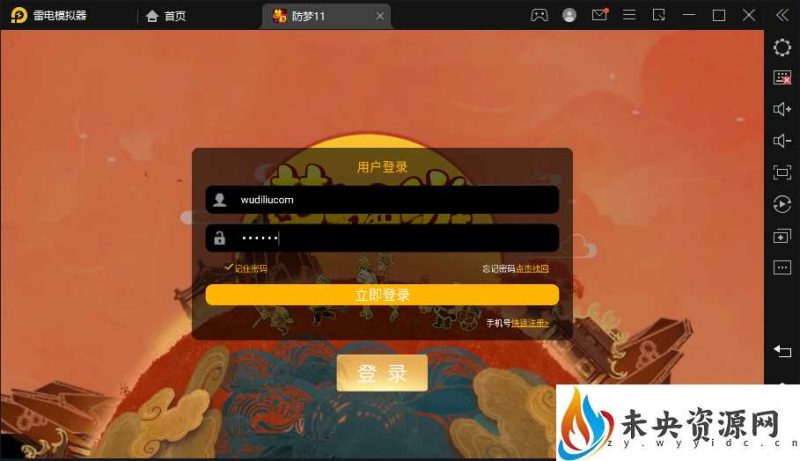 雷电模拟器
首页
防梦11
用户登录
wudiliucom
••••••
记住密码
忘记密码点击找回
立即登录
手机号快速注册>
登 录
未央资源网
zy.wyyidc.cn